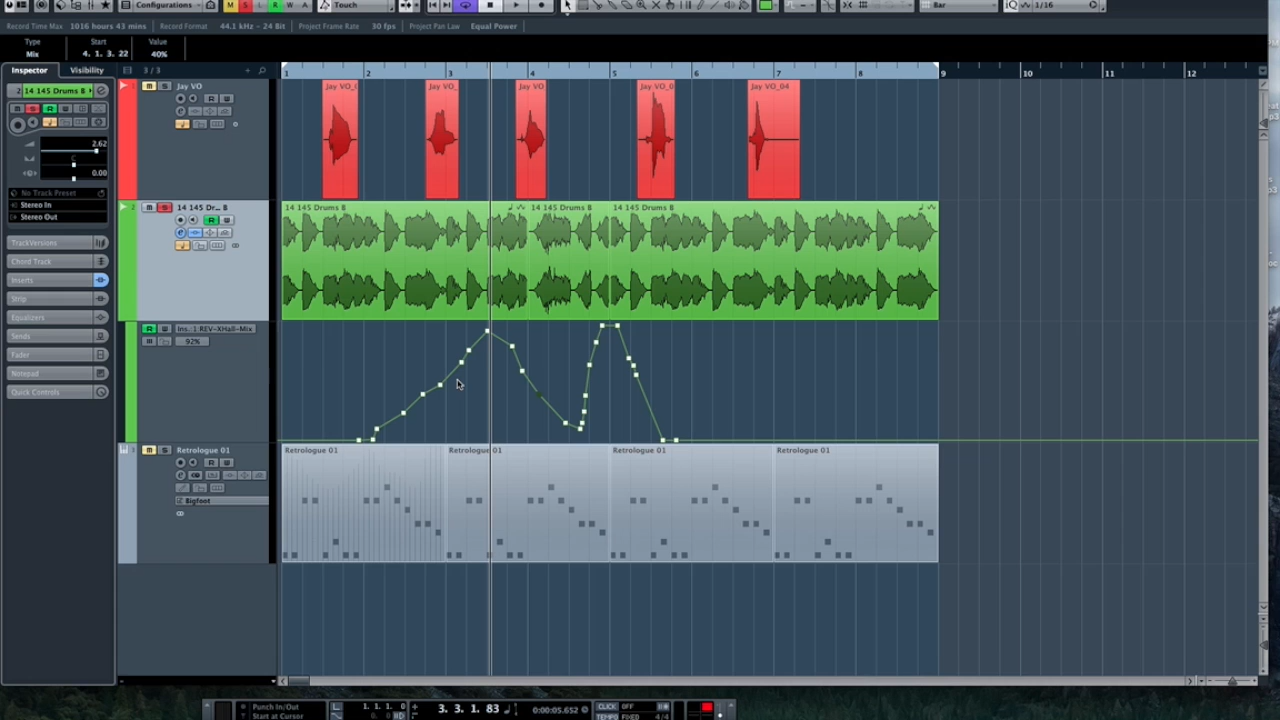 Configurations M S L R W A Touch Bar 1/16
Record Time Max 1016 hours 43 mins Record Format 44.1 kHz - 24 Bit Project Frame Rate 30 fps Project Pan Law Equal Power
Type Start Value
Mix 4. 1. 3. 22 40%
Inspector Visibility 3 / 3
1 2 3 4 5 6 7 8 9 10 11 12
2 14 145 Drums B
M S R W
2.62
C
0.00
No Track Preset
Stereo In
Stereo Out
TrackVersions
Chord Track
Inserts
Strip
Equalizers
Sends
Fader
Notepad
Quick Controls
1 M S Jay VO
R W
Jay VO_ Jay VO_ Jay VO Jay VO_0 Jay VO_04
2 M S 14 145 Dr... B
R W
14 145 Drums B 14 145 Drums B 14 145 Drums B
R W Ins.: 1 REV-XHall-Mix
92%
M S Retrologue 01
R W
Bigfoot
Retrologue 01 Retrologue 01 Retrologue 01 Retrologue 01
Punch In/Out
Start at Cursor
L 1. 1. 1. 0
3. 3. 1. 83 0:00:05.652
CLICK OFF
TEMPO FIXED 4/4